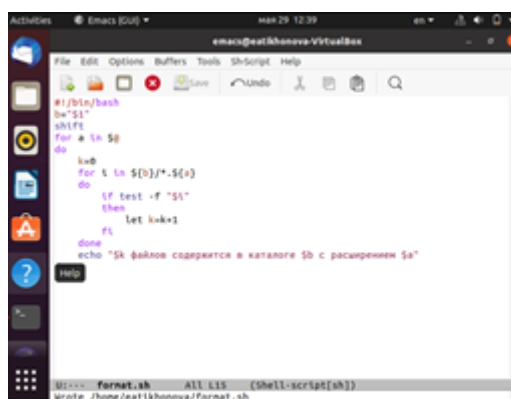 Activities Emacs (GUI) мая 29 12:39 en
emacs@eatikhonova-VirtualBox
File Edit Options Buffers Tools Sh-Script Help
Save Undo
#!/bin/bash
b="$1"
shift
for a in $@
do
k=0
for i in ${b}/*.${a}
do
if test -f "$i"
then
let k=k+1
fi
done
echo "$k файлов содержится в каталоге $b с расширением $a"
Help
U:--- format.sh All L15 (Shell-script[sh])
Wrote /home/eatikhonova/format.sh